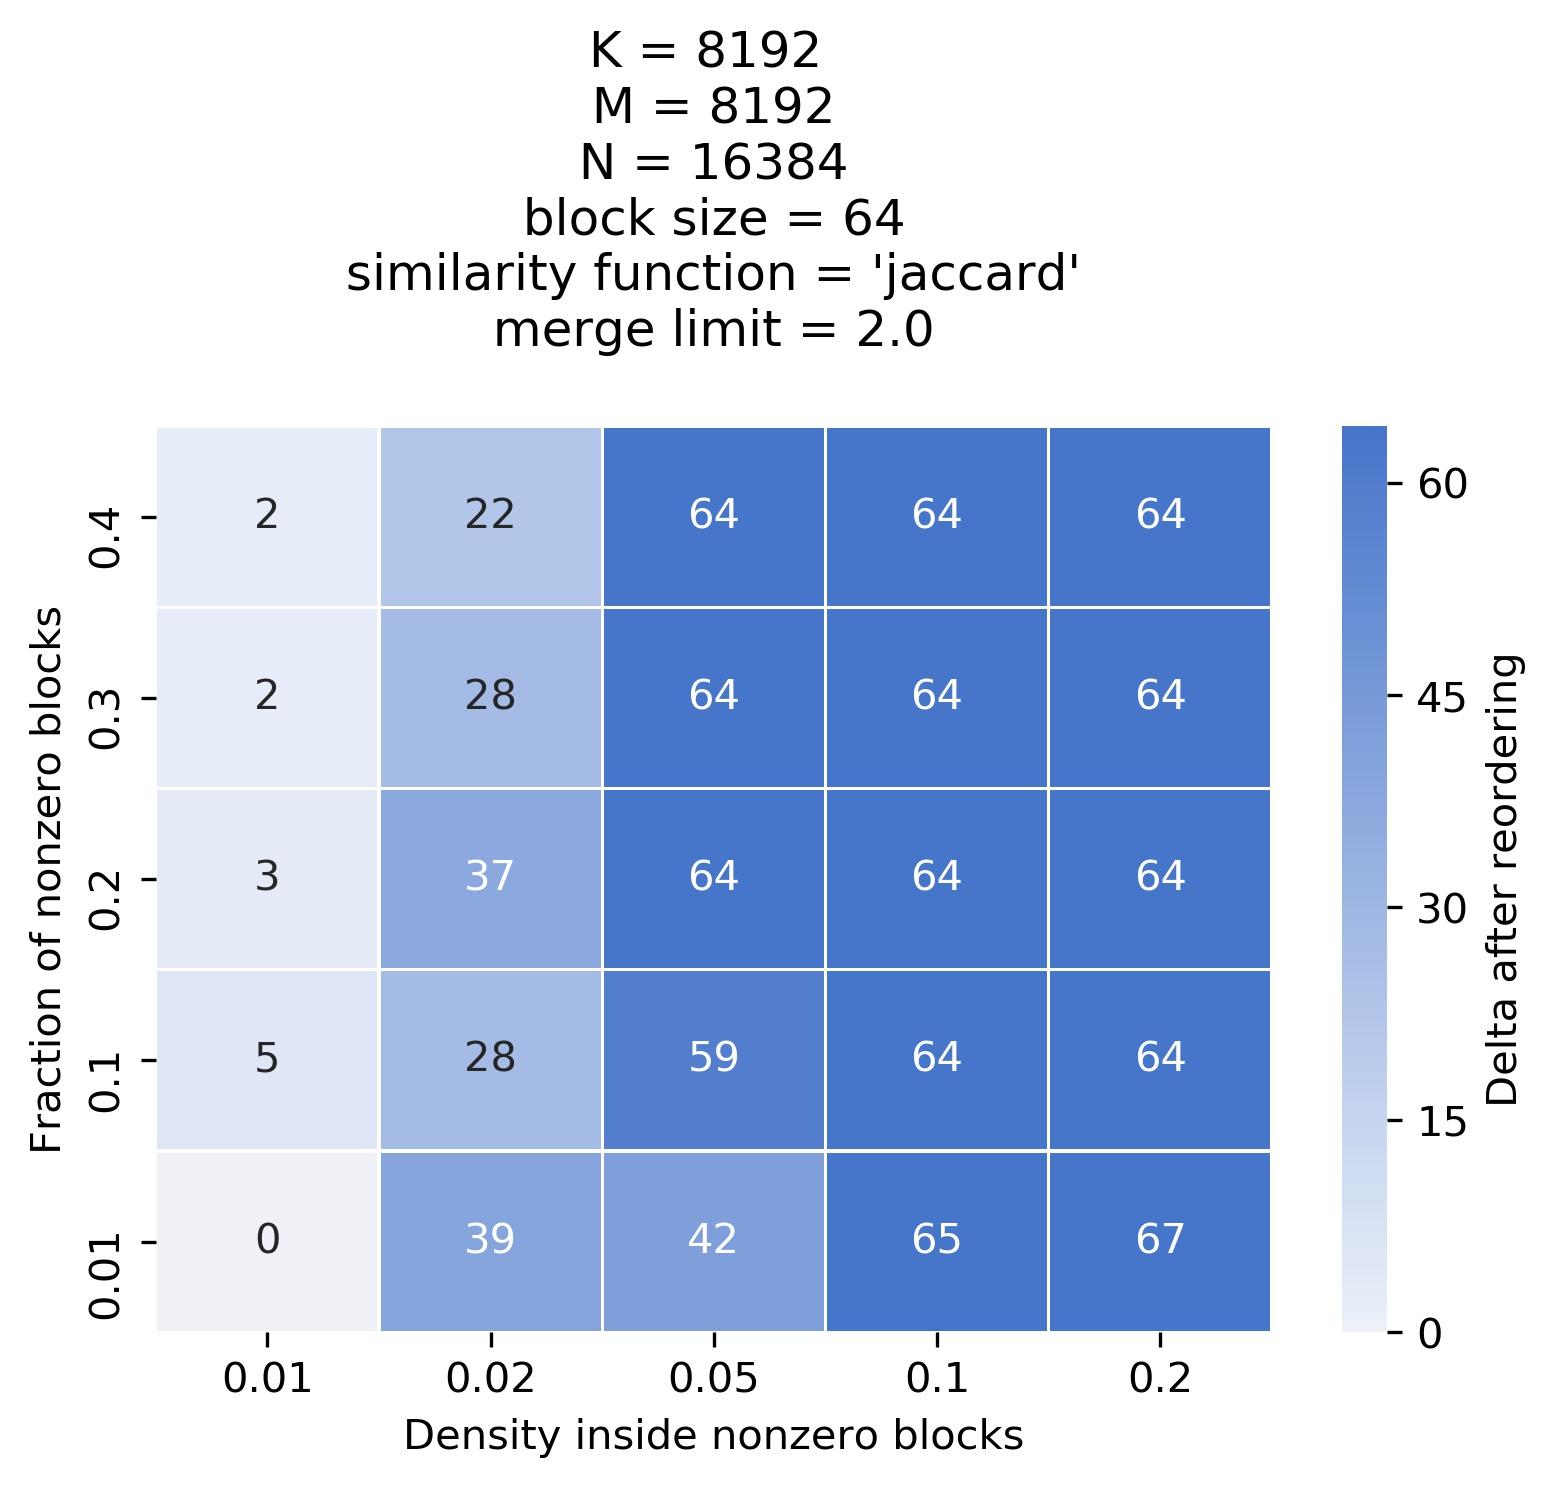 K = 8192
M = 8192
N = 16384
block size = 64
similarity function = 'jaccard'
merge limit = 2.0
Fraction of nonzero blocks
0.4
2 22 64 64 64
0.3
2 28 64 64 64
0.2
3 37 64 64 64
0.1
5 28 59 64 64
0.01
0 39 42 65 67
0.01 0.02 0.05 0.1 0.2
Density inside nonzero blocks
60
45
30
15
0
Delta after reordering